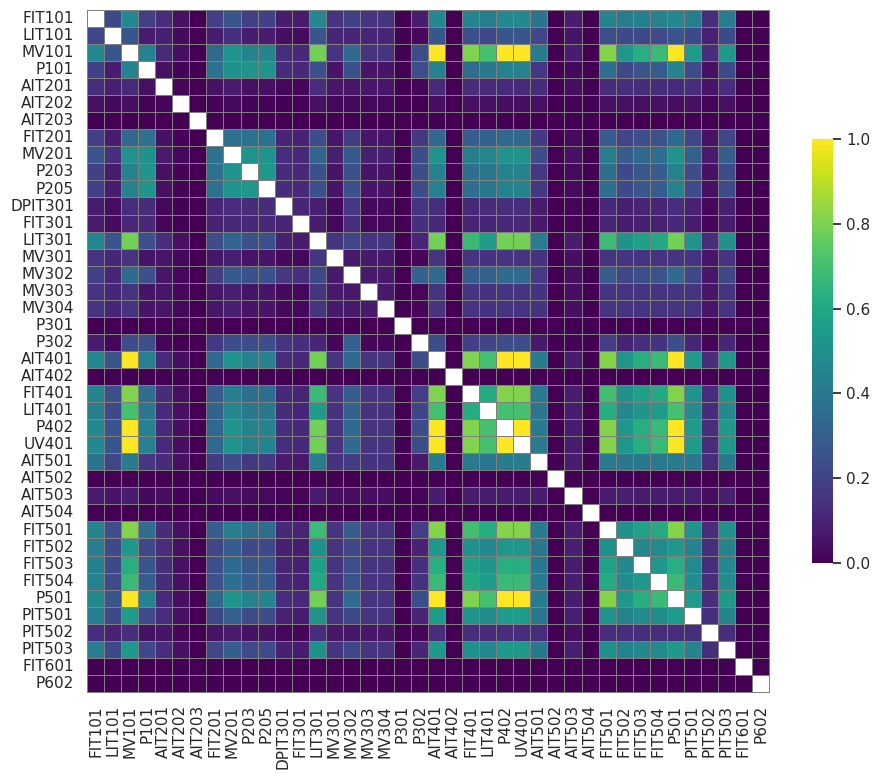 FIT101
LIT101
MV101
P101
AIT201
AIT202
AIT203
FIT201
MV201
P203
P205
DPIT301
FIT301
LIT301
MV301
MV302
MV303
MV304
P301
P302
AIT401
AIT402
FIT401
LIT401
P402
UV401
AIT501
AIT502
AIT503
AIT504
FIT501
FIT502
FIT503
FIT504
P501
PIT501
PIT502
PIT503
FIT601
P602
FIT101
LIT101
MV101
P101
AIT201
AIT202
AIT203
FIT201
MV201
P203
P205
DPIT301
FIT301
LIT301
MV301
MV302
MV303
MV304
P301
P302
AIT401
AIT402
FIT401
LIT401
P402
UV401
AIT501
AIT502
AIT503
AIT504
FIT501
FIT502
FIT503
FIT504
P501
PIT501
PIT502
PIT503
FIT601
P602
1.0
0.8
0.6
0.4
0.2
0.0